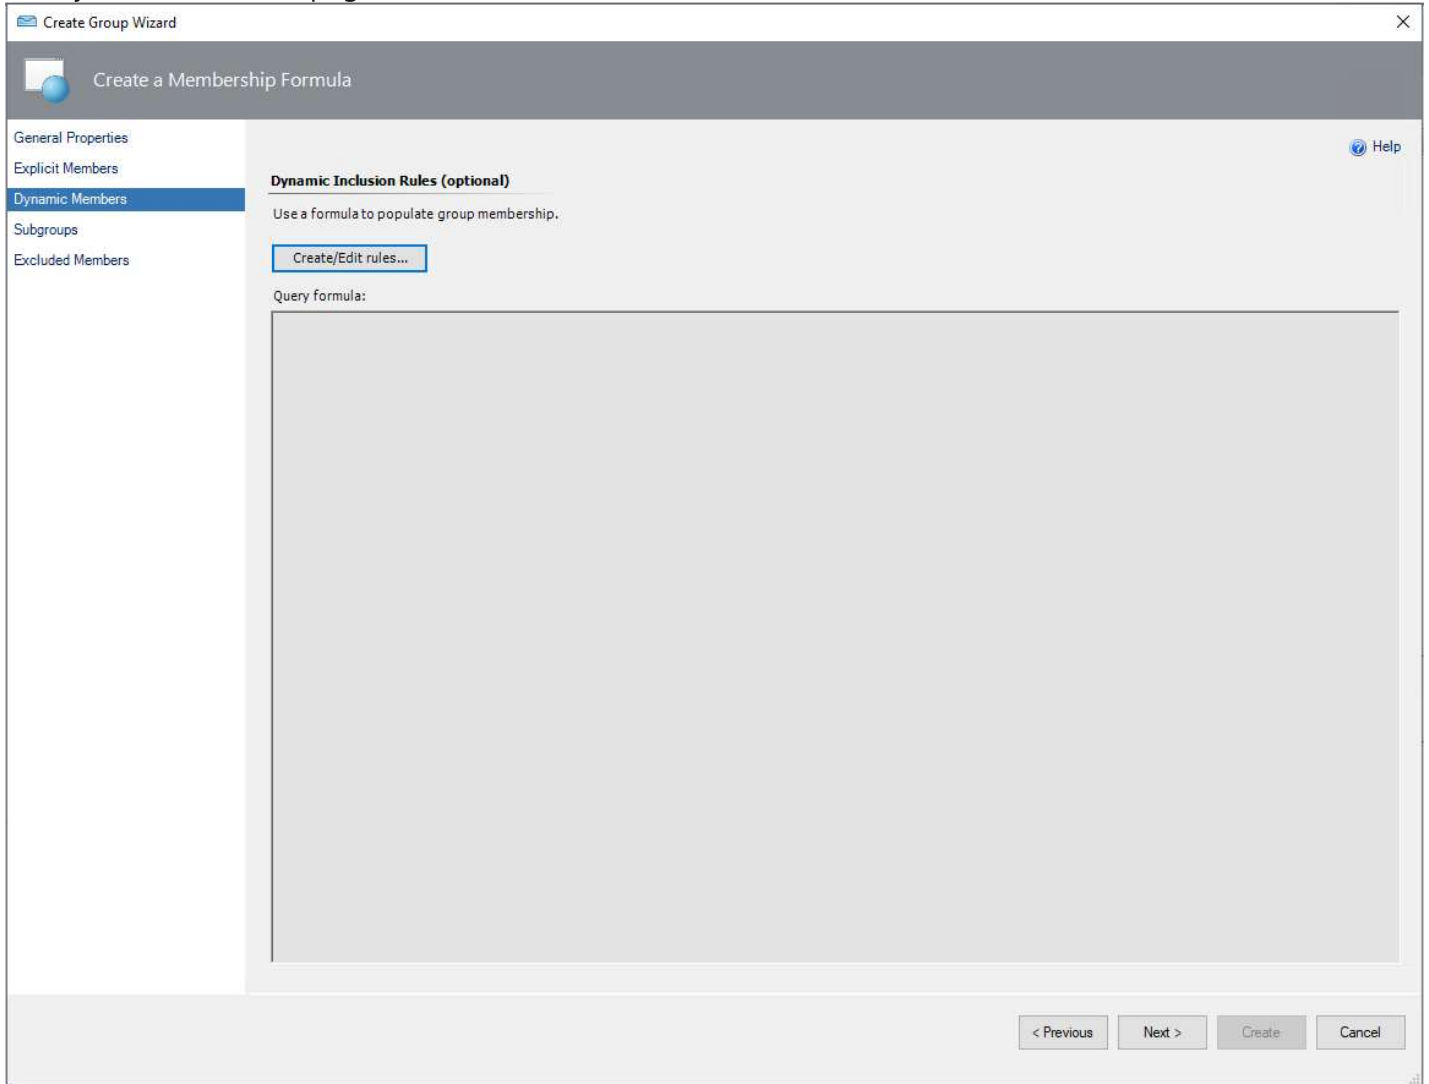 Create Group Wizard
Create a Membership Formula
General Properties
Explicit Members
Dynamic Members
Subgroups
Excluded Members
Help
Dynamic Inclusion Rules (optional)
Use a formula to populate group membership.
Create/Edit rules...
Query formula:
< Previous
Next >
Create
Cancel